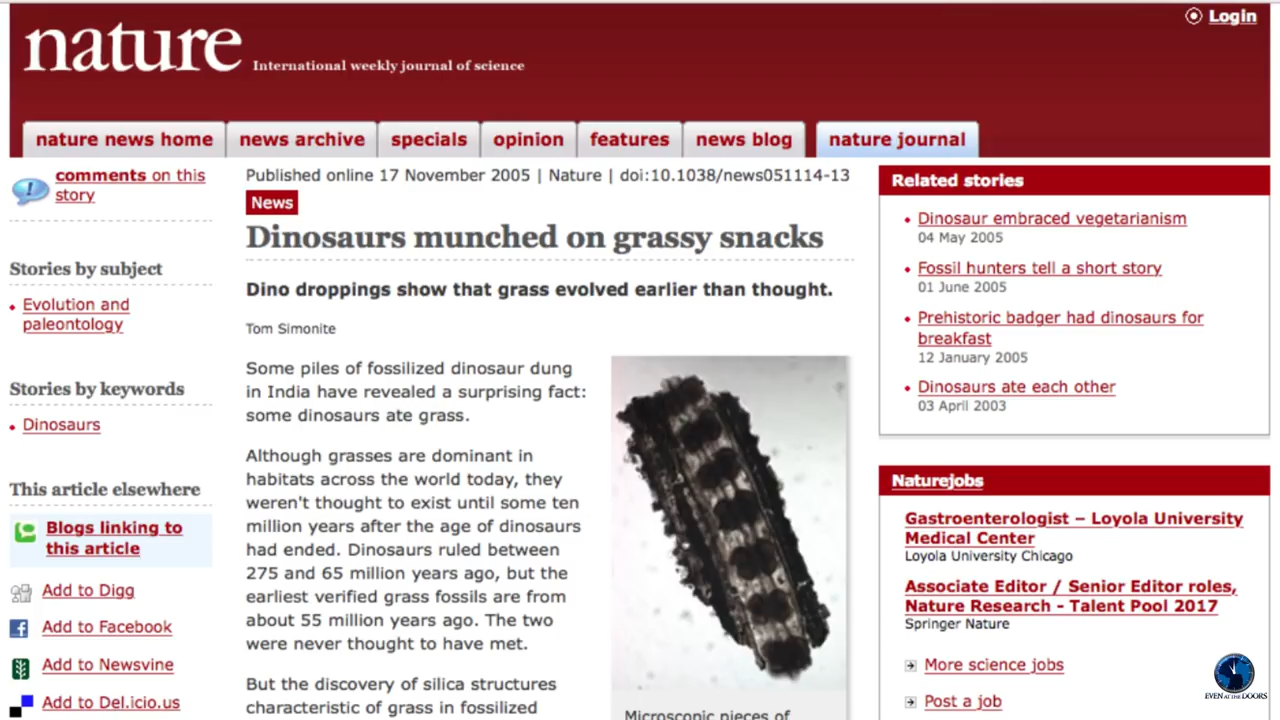 Login
nature
International weekly journal of science
nature news home
news archive
specials
opinion
features
news blog
nature journal
comments on this
story
Stories by subject
Evolution and
paleontology
Stories by keywords
Dinosaurs
This article elsewhere
Blogs linking to
this article
Add to Digg
Add to Facebook
Add to Newsvine
Add to Del.icio.us
Published online 17 November 2005 | Nature | doi:10.1038/news051114-13
News
Dinosaurs munched on grassy snacks
Dino droppings show that grass evolved earlier than thought.
Tom Simonite
Some piles of fossilized dinosaur dung
in India have revealed a surprising fact:
some dinosaurs ate grass.
Although grasses are dominant in
habitats across the world today, they
weren't thought to exist until some ten
million years after the age of dinosaurs
had ended. Dinosaurs ruled between
275 and 65 million years ago, but the
earliest verified grass fossils are from
about 55 million years ago. The two
were never thought to have met.
But the discovery of silica structures
characteristic of grass in fossilized
Microscopic pieces of
Related stories
Dinosaur embraced vegetarianism
04 May 2005
Fossil hunters tell a short story
01 June 2005
Prehistoric badger had dinosaurs for
breakfast
12 January 2005
Dinosaurs ate each other
03 April 2003
Naturejobs
Gastroenterologist – Loyola University
Medical Center
Loyola University Chicago
Associate Editor / Senior Editor roles,
Nature Research - Talent Pool 2017
Springer Nature
More science jobs
Post a job
EVEN AT THE DOORS